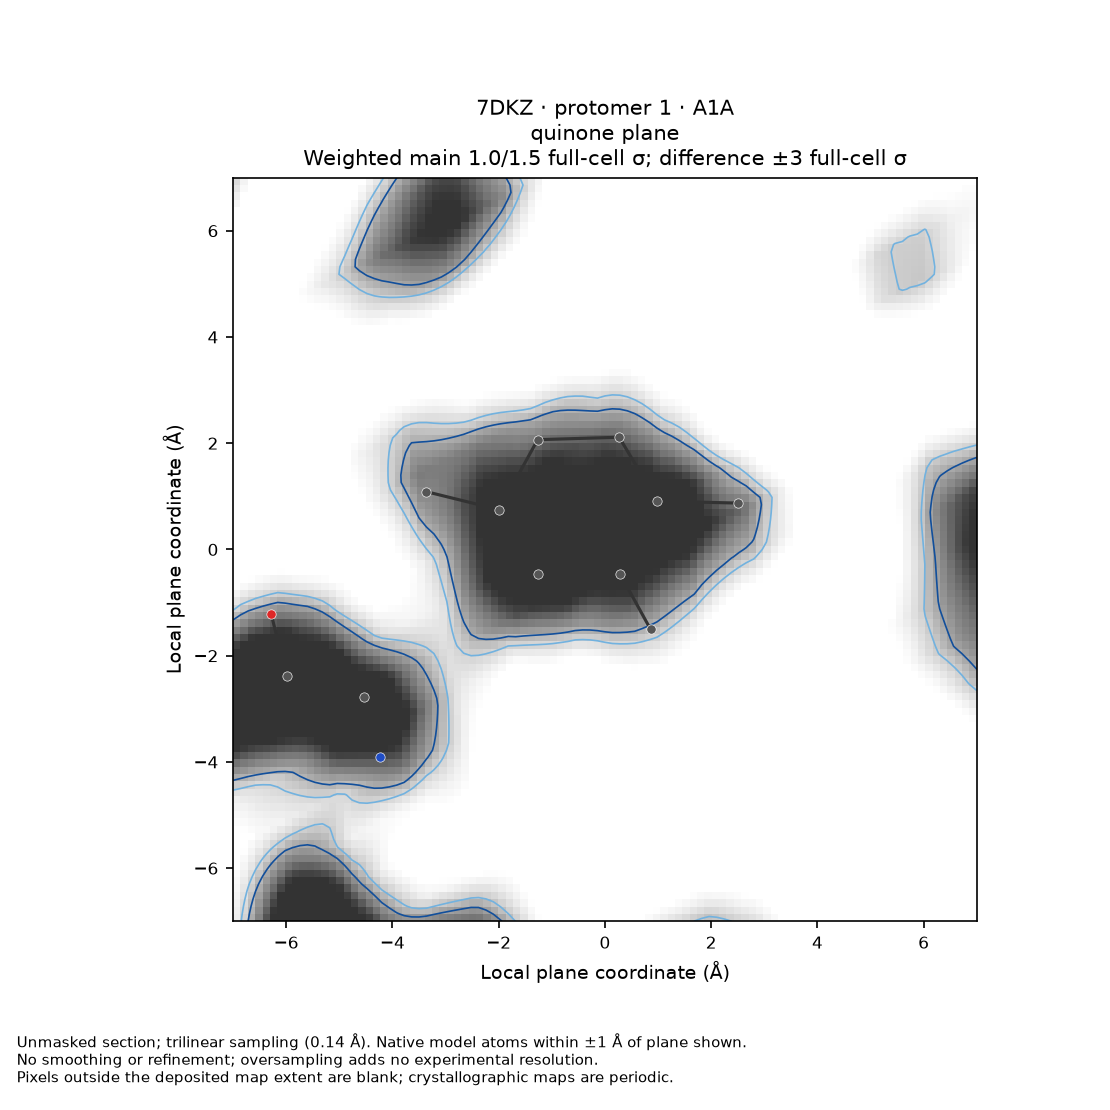 7DKZ · protomer 1 · A1A
quinone plane
Weighted main 1.0/1.5 full-cell σ; difference ±3 full-cell σ
6
4
2
0
−2
−4
−6
Local plane coordinate (Å)
−6
−4
−2
0
2
4
6
Local plane coordinate (Å)
Unmasked section; trilinear sampling (0.14 Å). Native model atoms within ±1 Å of plane shown.
No smoothing or refinement; oversampling adds no experimental resolution.
Pixels outside the deposited map extent are blank; crystallographic maps are periodic.